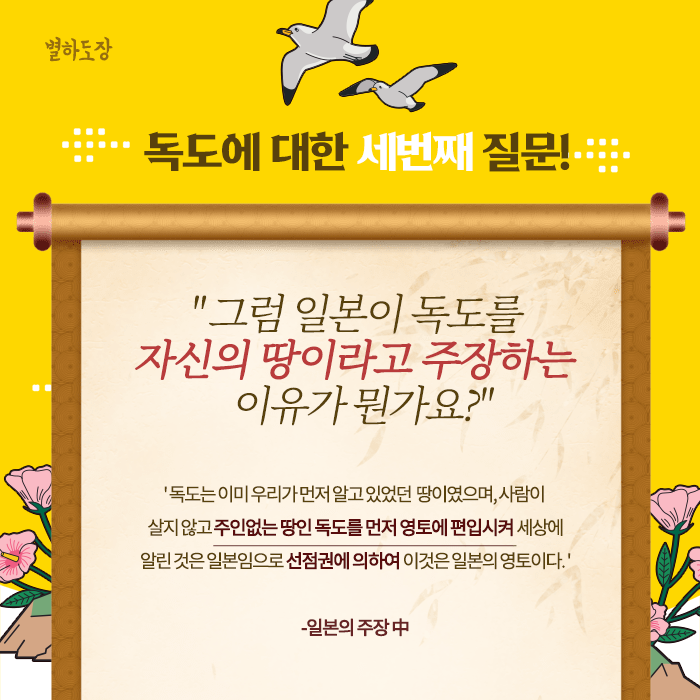 별하도장
독도에 대한 세번째 질문!
"그럼 일본이 독도를
자신의 땅이라고 주장하는
이유가 뭔가요?"
'독도는 이미 우리가 먼저 알고 있었던 땅이였으며, 사람이
살지 않고 주인없는 땅인 독도를 먼저 영토에 편입시켜 세상에
알린 것은 일본임으로 선점권에 의하여 이것은 일본의 영토이다.'
-일본의 주장 中